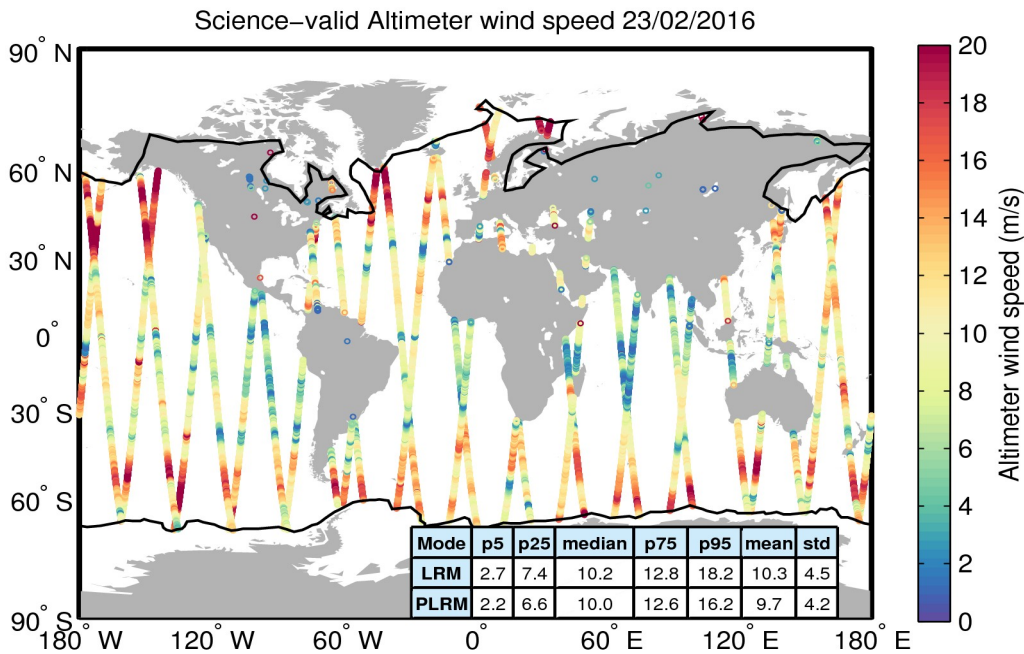 Science−valid Altimeter wind speed 23/02/2016
90° N
60° N
30° N
0°
30° S
60° S
90° S
180° W
120° W
60° W
0°
60° E
120° E
180° E
Mode p5 p25 median p75 p95 mean std
LRM 2.7 7.4 10.2 12.8 18.2 10.3 4.5
PLRM 2.2 6.6 10.0 12.6 16.2 9.7 4.2
20
18
16
14
12
10
8
6
4
2
0
Altimeter wind speed (m/s)